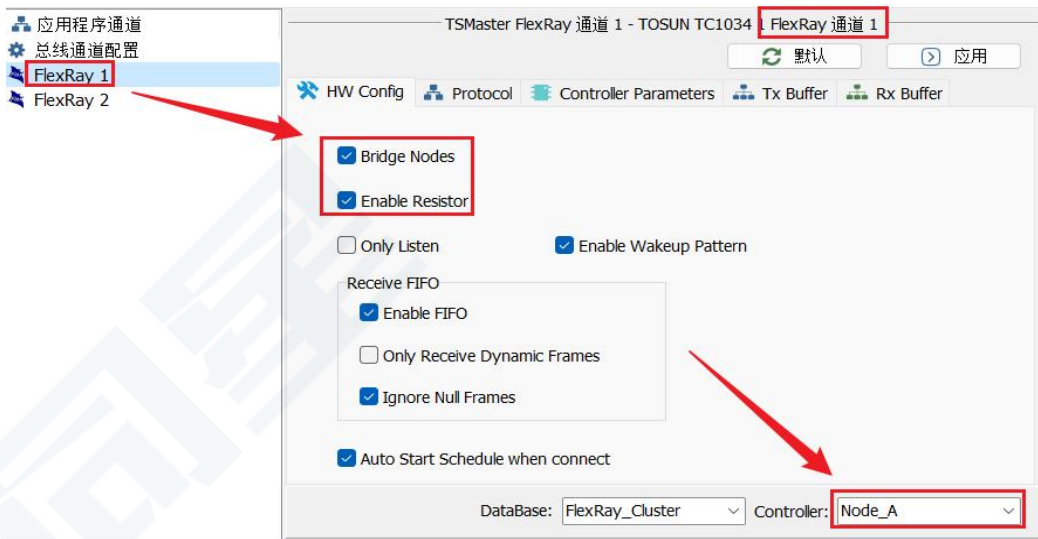 应用程序通道
总线通道配置
FlexRay 1
FlexRay 2
TSMaster FlexRay 通道 1 - TOSUN TC1034 1 FlexRay 通道 1
默认
应用
HW Config
Protocol
Controller Parameters
Tx Buffer
Rx Buffer
Bridge Nodes
Enable Resistor
Only Listen
Enable Wakeup Pattern
Receive FIFO
Enable FIFO
Only Receive Dynamic Frames
Ignore Null Frames
Auto Start Schedule when connect
DataBase: FlexRay_Cluster
Controller: Node_A